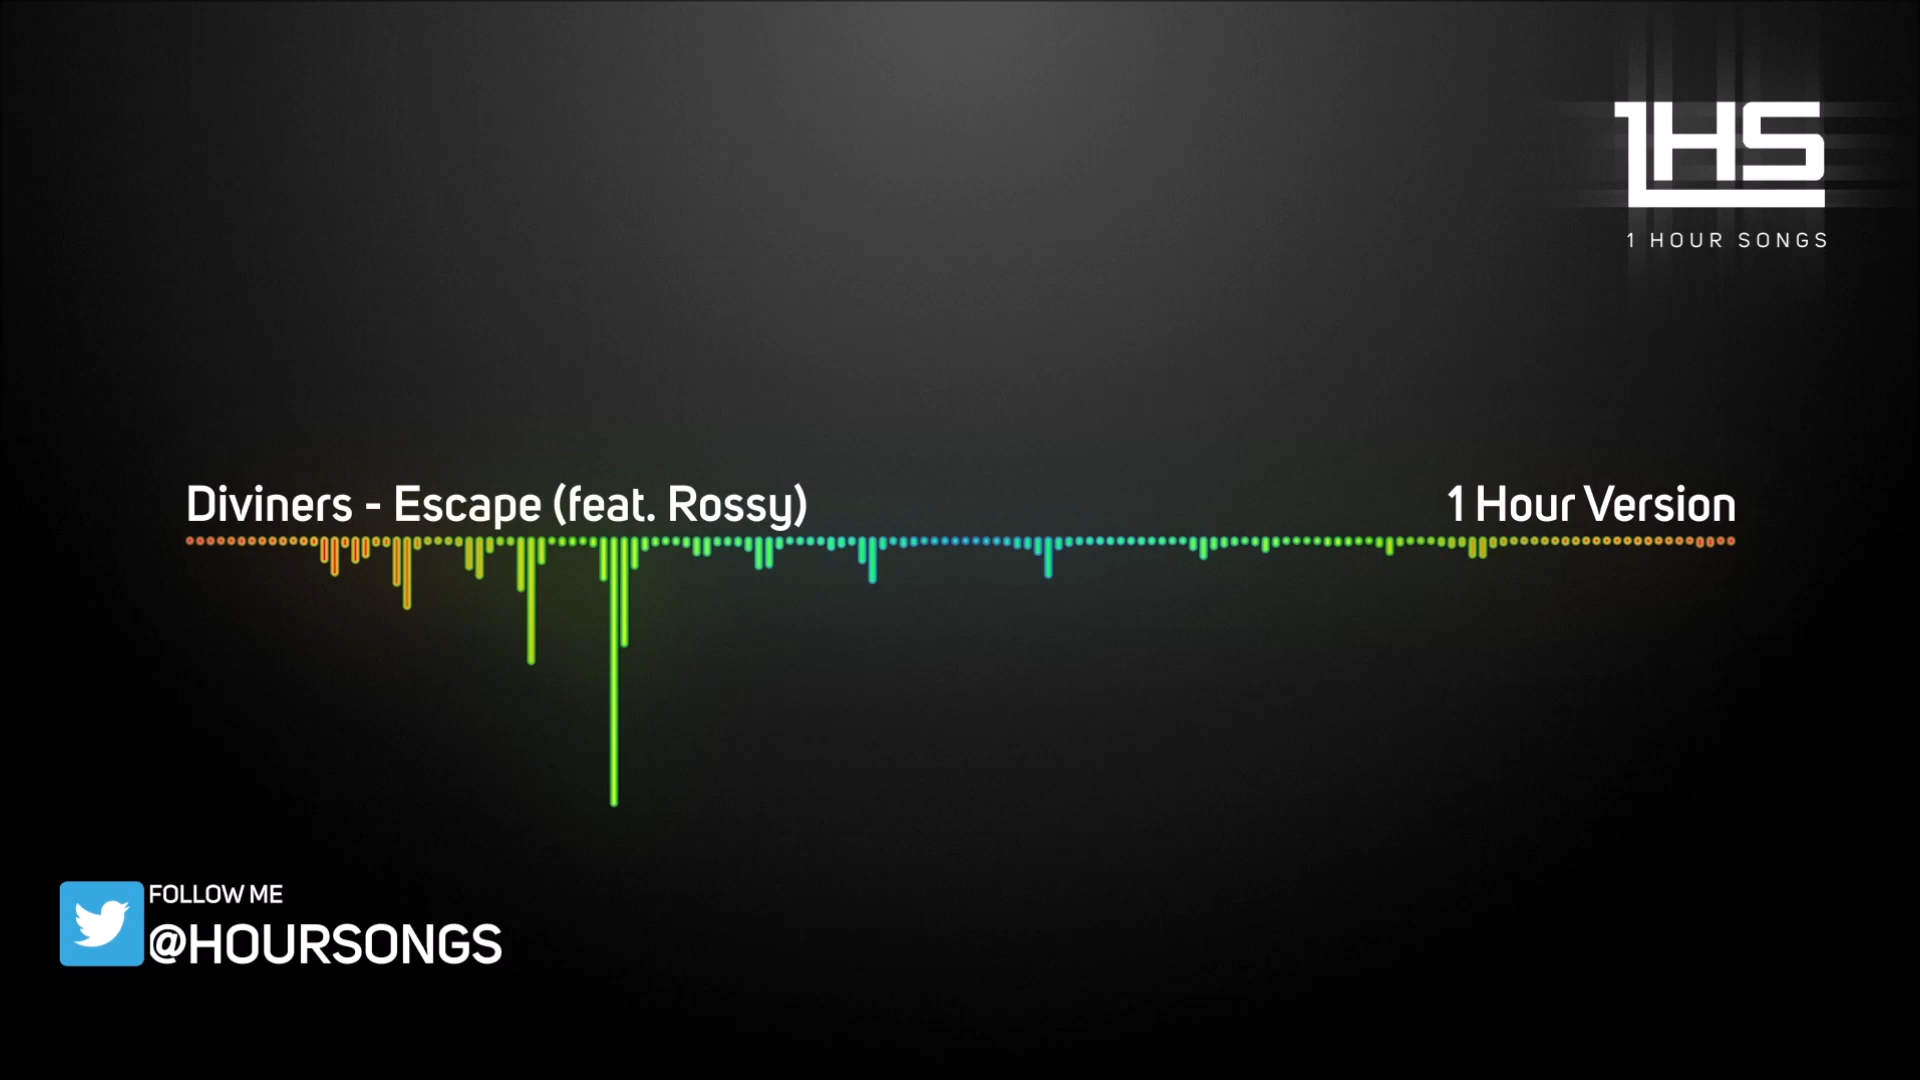 1HS
1 HOUR SONGS
Diviners - Escape (feat. Rossy)
1 Hour Version
FOLLOW ME
@HOURSONGS